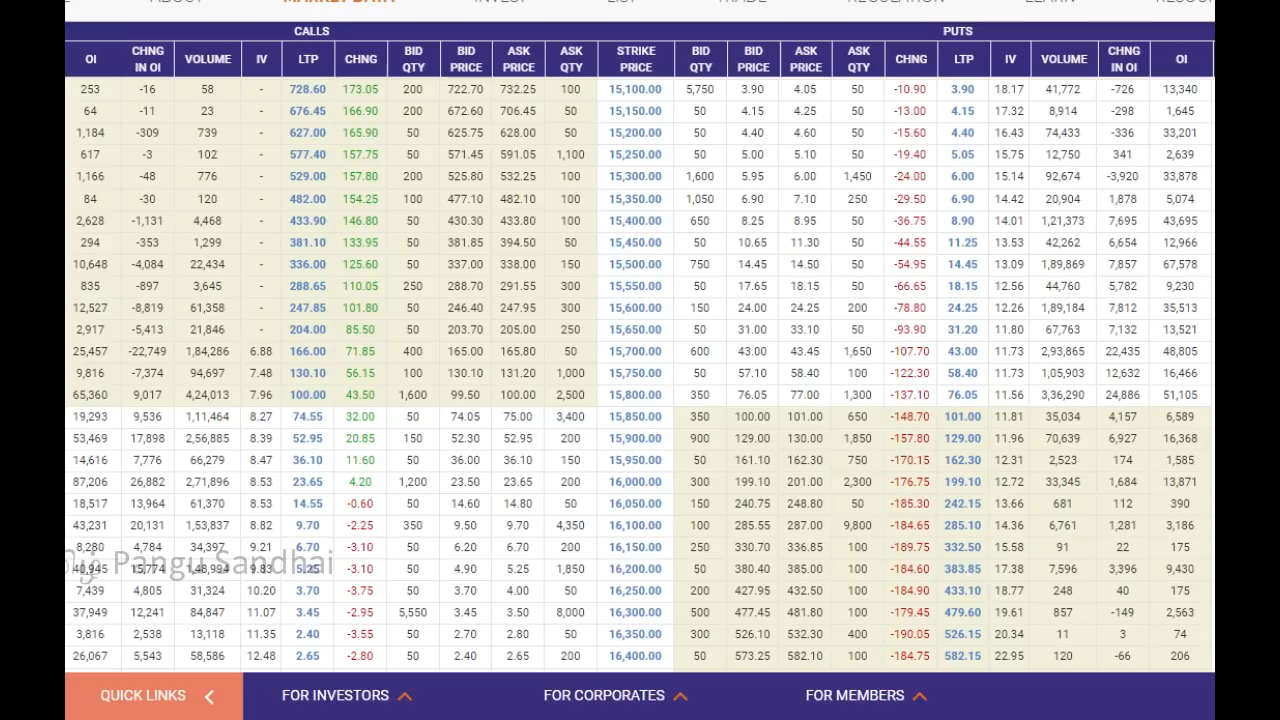 ABOUT MARKET DATA INVEST LIST TRADE REGULATION LEARN
CALLS PUTS
OI CHNG IN OI VOLUME IV LTP CHNG BID QTY BID PRICE ASK PRICE ASK QTY STRIKE PRICE BID QTY BID PRICE ASK PRICE ASK QTY CHNG LTP IV VOLUME CHNG IN OI OI
253 -16 58 - 728.60 173.05 200 722.70 732.25 100 15,100.00 5,750 3.90 4.05 50 -10.90 3.90 18.17 41,772 -726 13,340
64 -11 23 - 676.45 166.90 200 672.60 706.45 50 15,150.00 50 4.15 4.25 50 -13.00 4.15 17.32 8,914 -298 1,645
1,184 -309 739 - 627.00 165.90 50 625.75 628.00 50 15,200.00 50 4.40 4.60 50 -15.60 4.40 16.43 74,433 -336 33,201
617 -3 102 - 577.40 157.75 50 571.45 591.05 1,100 15,250.00 50 5.00 5.10 50 -19.40 5.05 15.75 12,750 341 2,639
1,166 -48 776 - 529.00 157.80 200 525.80 532.25 100 15,300.00 1,600 5.95 6.00 1,450 -24.00 6.00 15.14 92,674 -3,920 33,878
84 -30 120 - 482.00 154.25 100 477.10 482.10 100 15,350.00 1,050 6.90 7.10 250 -29.50 6.90 14.42 20,904 1,878 5,074
2,628 -1,131 4,468 - 433.90 146.80 50 430.30 433.80 100 15,400.00 650 8.25 8.95 50 -36.75 8.90 14.01 1,21,373 7,695 43,695
294 -353 1,299 - 381.10 133.95 50 381.85 394.50 50 15,450.00 50 10.65 11.30 50 -44.55 11.25 13.53 42,262 6,654 12,966
10,648 -4,084 22,434 - 336.00 125.60 50 337.00 338.00 150 15,500.00 750 14.45 14.50 50 -54.95 14.45 13.09 1,89,869 7,857 67,578
835 -897 3,645 - 288.65 110.05 250 288.70 291.55 300 15,550.00 50 17.65 18.15 50 -66.65 18.15 12.56 44,760 5,782 9,230
12,527 -8,819 61,358 - 247.85 101.80 50 246.40 247.95 300 15,600.00 150 24.00 24.25 200 -78.80 24.25 12.26 1,89,184 7,812 35,513
2,917 -5,413 21,846 - 204.00 85.50 50 203.70 205.00 250 15,650.00 50 31.00 33.10 50 -93.90 31.20 11.80 67,763 7,132 13,521
25,457 -22,749 1,84,286 6.88 166.00 71.85 400 165.00 165.80 50 15,700.00 600 43.00 43.45 1,650 -107.70 43.00 11.73 2,93,865 22,435 48,805
9,816 -7,374 94,697 7.48 130.10 56.15 100 130.10 131.20 1,000 15,750.00 50 57.10 58.40 100 -122.30 58.40 11.73 1,05,903 12,632 16,466
65,360 9,017 4,24,013 7.96 100.00 43.50 1,600 99.50 100.00 2,500 15,800.00 350 76.05 77.00 1,300 -137.10 76.05 11.56 3,36,290 24,886 51,105
19,293 9,536 1,11,464 8.27 74.55 32.00 50 74.05 75.00 3,400 15,850.00 350 100.00 101.00 650 -148.70 101.00 11.81 35,034 4,157 6,589
53,469 17,898 2,56,885 8.39 52.95 20.85 150 52.30 52.95 200 15,900.00 900 129.00 130.00 1,850 -157.80 129.00 11.96 70,639 6,927 16,368
14,616 7,776 66,279 8.47 36.10 11.60 50 36.00 36.10 150 15,950.00 50 161.10 162.30 750 -170.15 162.30 12.31 2,523 174 1,585
87,206 26,882 2,71,896 8.53 23.65 4.20 1,200 23.50 23.65 200 16,000.00 300 199.10 201.00 2,300 -176.75 199.10 12.72 33,345 1,684 13,871
18,517 13,964 61,370 8.53 14.55 -0.60 50 14.60 14.80 50 16,050.00 150 240.75 248.80 50 -185.30 242.15 13.66 681 112 390
43,231 20,131 1,53,837 8.82 9.70 -2.25 350 9.50 9.70 4,350 16,100.00 100 285.55 287.00 9,800 -184.65 285.10 14.36 6,761 1,281 3,186
8,280 4,784 34,397 9.21 6.70 -3.10 50 6.20 6.70 200 16,150.00 250 330.70 336.85 100 -189.75 332.50 15.58 91 22 175
Pangu Sandhai
40,945 15,774 1,48,994 9.83 5.25 -3.10 50 4.90 5.25 1,850 16,200.00 50 380.40 385.00 100 -184.60 383.85 17.38 7,596 3,396 9,430
7,439 4,805 31,324 10.20 3.70 -3.75 50 3.70 4.00 50 16,250.00 200 427.95 432.50 100 -184.90 433.10 18.77 248 40 175
37,949 12,241 84,847 11.07 3.45 -2.95 5,550 3.45 3.50 8,000 16,300.00 500 477.45 481.80 100 -179.45 479.60 19.61 857 -149 2,563
3,816 2,538 13,118 11.35 2.40 -3.55 50 2.70 2.80 50 16,350.00 300 526.10 532.30 400 -190.05 526.15 20.34 11 3 74
26,067 5,543 58,586 12.48 2.65 -2.80 50 2.40 2.65 200 16,400.00 50 573.25 582.10 100 -184.75 582.15 22.95 120 -66 206
QUICK LINKS FOR INVESTORS FOR CORPORATES FOR MEMBERS